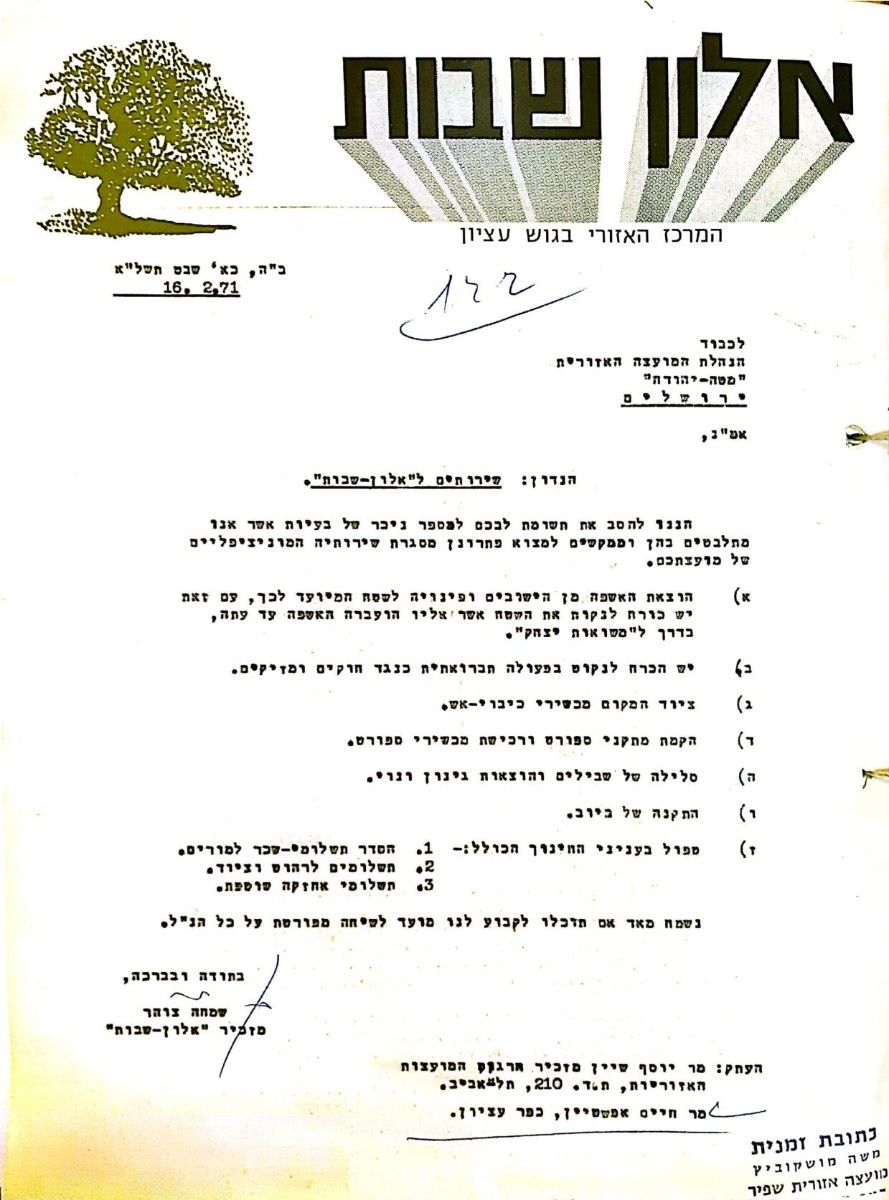 אלון שבות
המרכז האזורי בגוש עציון
ב"ה, כא' שבט תשל"א
16. 2.71
לכבוד
הנהלת המועצה האזורית
"מטה-יהודה"
ירושלים
אמ"נ,
הנדון: שירותים ל"אלון-שבות".
הננו להסב את תשומת לבכם למספר ניכר של בעיות אשר אנו
מתלבטים בהן ומבקשים למצוא פתרונן מסגרת שירותיה המוניציפליים
של מועצתכם.
א) הוצאת האשפה מן הישובים ופינויה לשטח המיועד לכך, עם זאת
יש כורח לנקות את השטח אשר אליו הועברה האשפה עד עתה,
בדרך ל"משואות יצחק".
ב) יש הכרח לנקוט בפעולה תברואתית כנגד חוקים ומזיקים.
ג) ציוד המקום מכשירי כיבוי-אש.
ד) הקמת מתקני ספורט ורכישת מכשירי ספורט.
ה) סלילה של שבילים והוצאות גינון ונוי.
ו) התקנה של ביוב.
ז) טפול בעניני החינוך הכולל:- 1. הסדר תשלומי-שכר למורים.
2. תשלומים לרהוט וציוד.
3. תשלומי אחזקה שוטפת.
נשמח מאד אם תוכלו לקבוע לנו מועד לשיחה מפורטת על כל הנ"ל.
בתודה ובברכה,
שמחה צוהר
מזכיר "אלון-שבות"
העתק: מר יוסף שיין מזכיר ארגון המועצות
האזוריות, ת.ד. 210, תל-אביב.
מר חיים אפשטיין, כפר עציון.
כתובת זמנית
משה מושקוביץ
מועצה אזורית שפיר